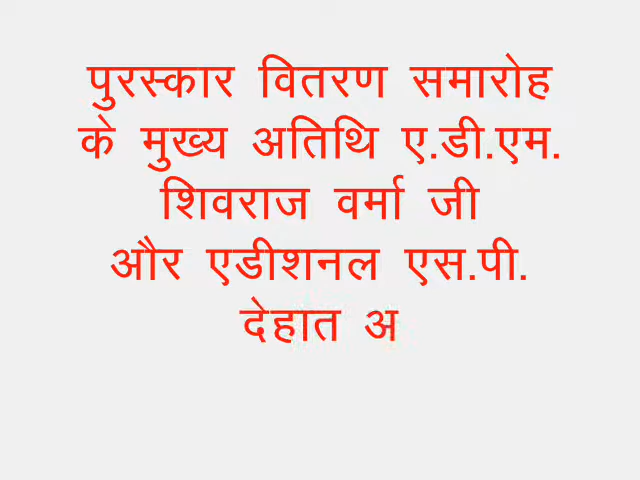 पुरस्कार वितरण समारोह
के मुख्य अतिथि ए.डी.एम.
शिवराज वर्मा जी
और एडीशनल एस.पी.
देहात अ